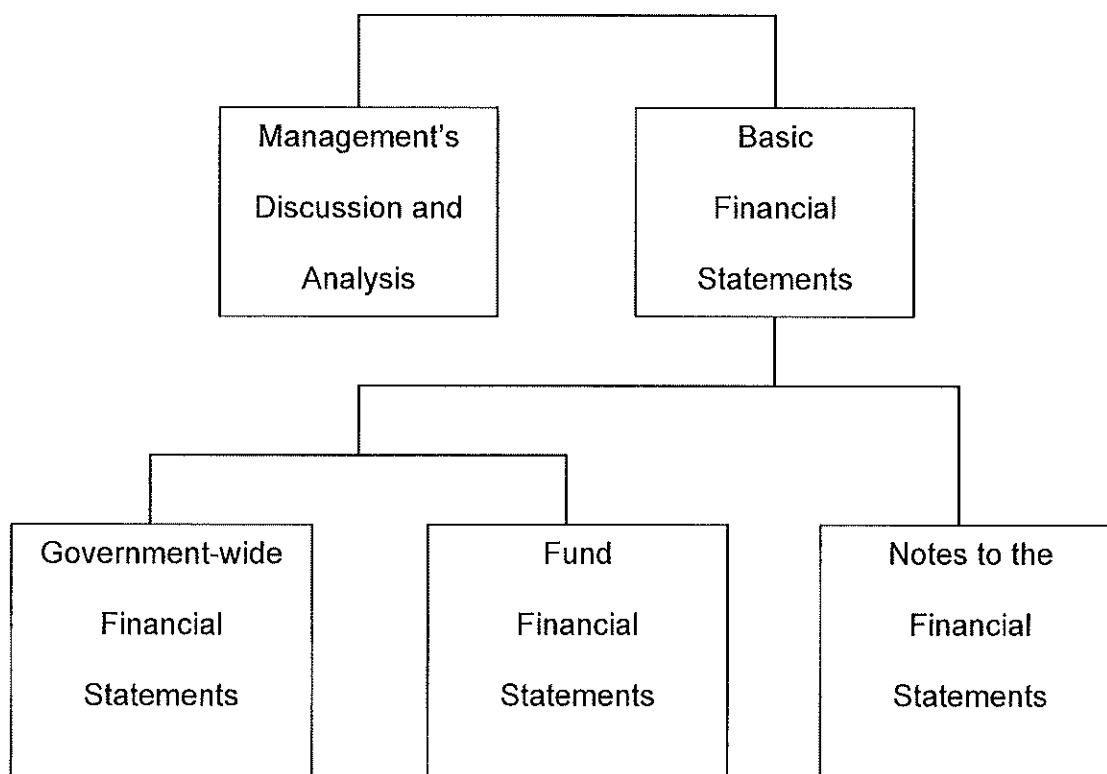 Management's
Discussion and
Analysis
Basic
Financial
Statements
Government-wide
Financial
Statements
Fund
Financial
Statements
Notes to the
Financial
Statements